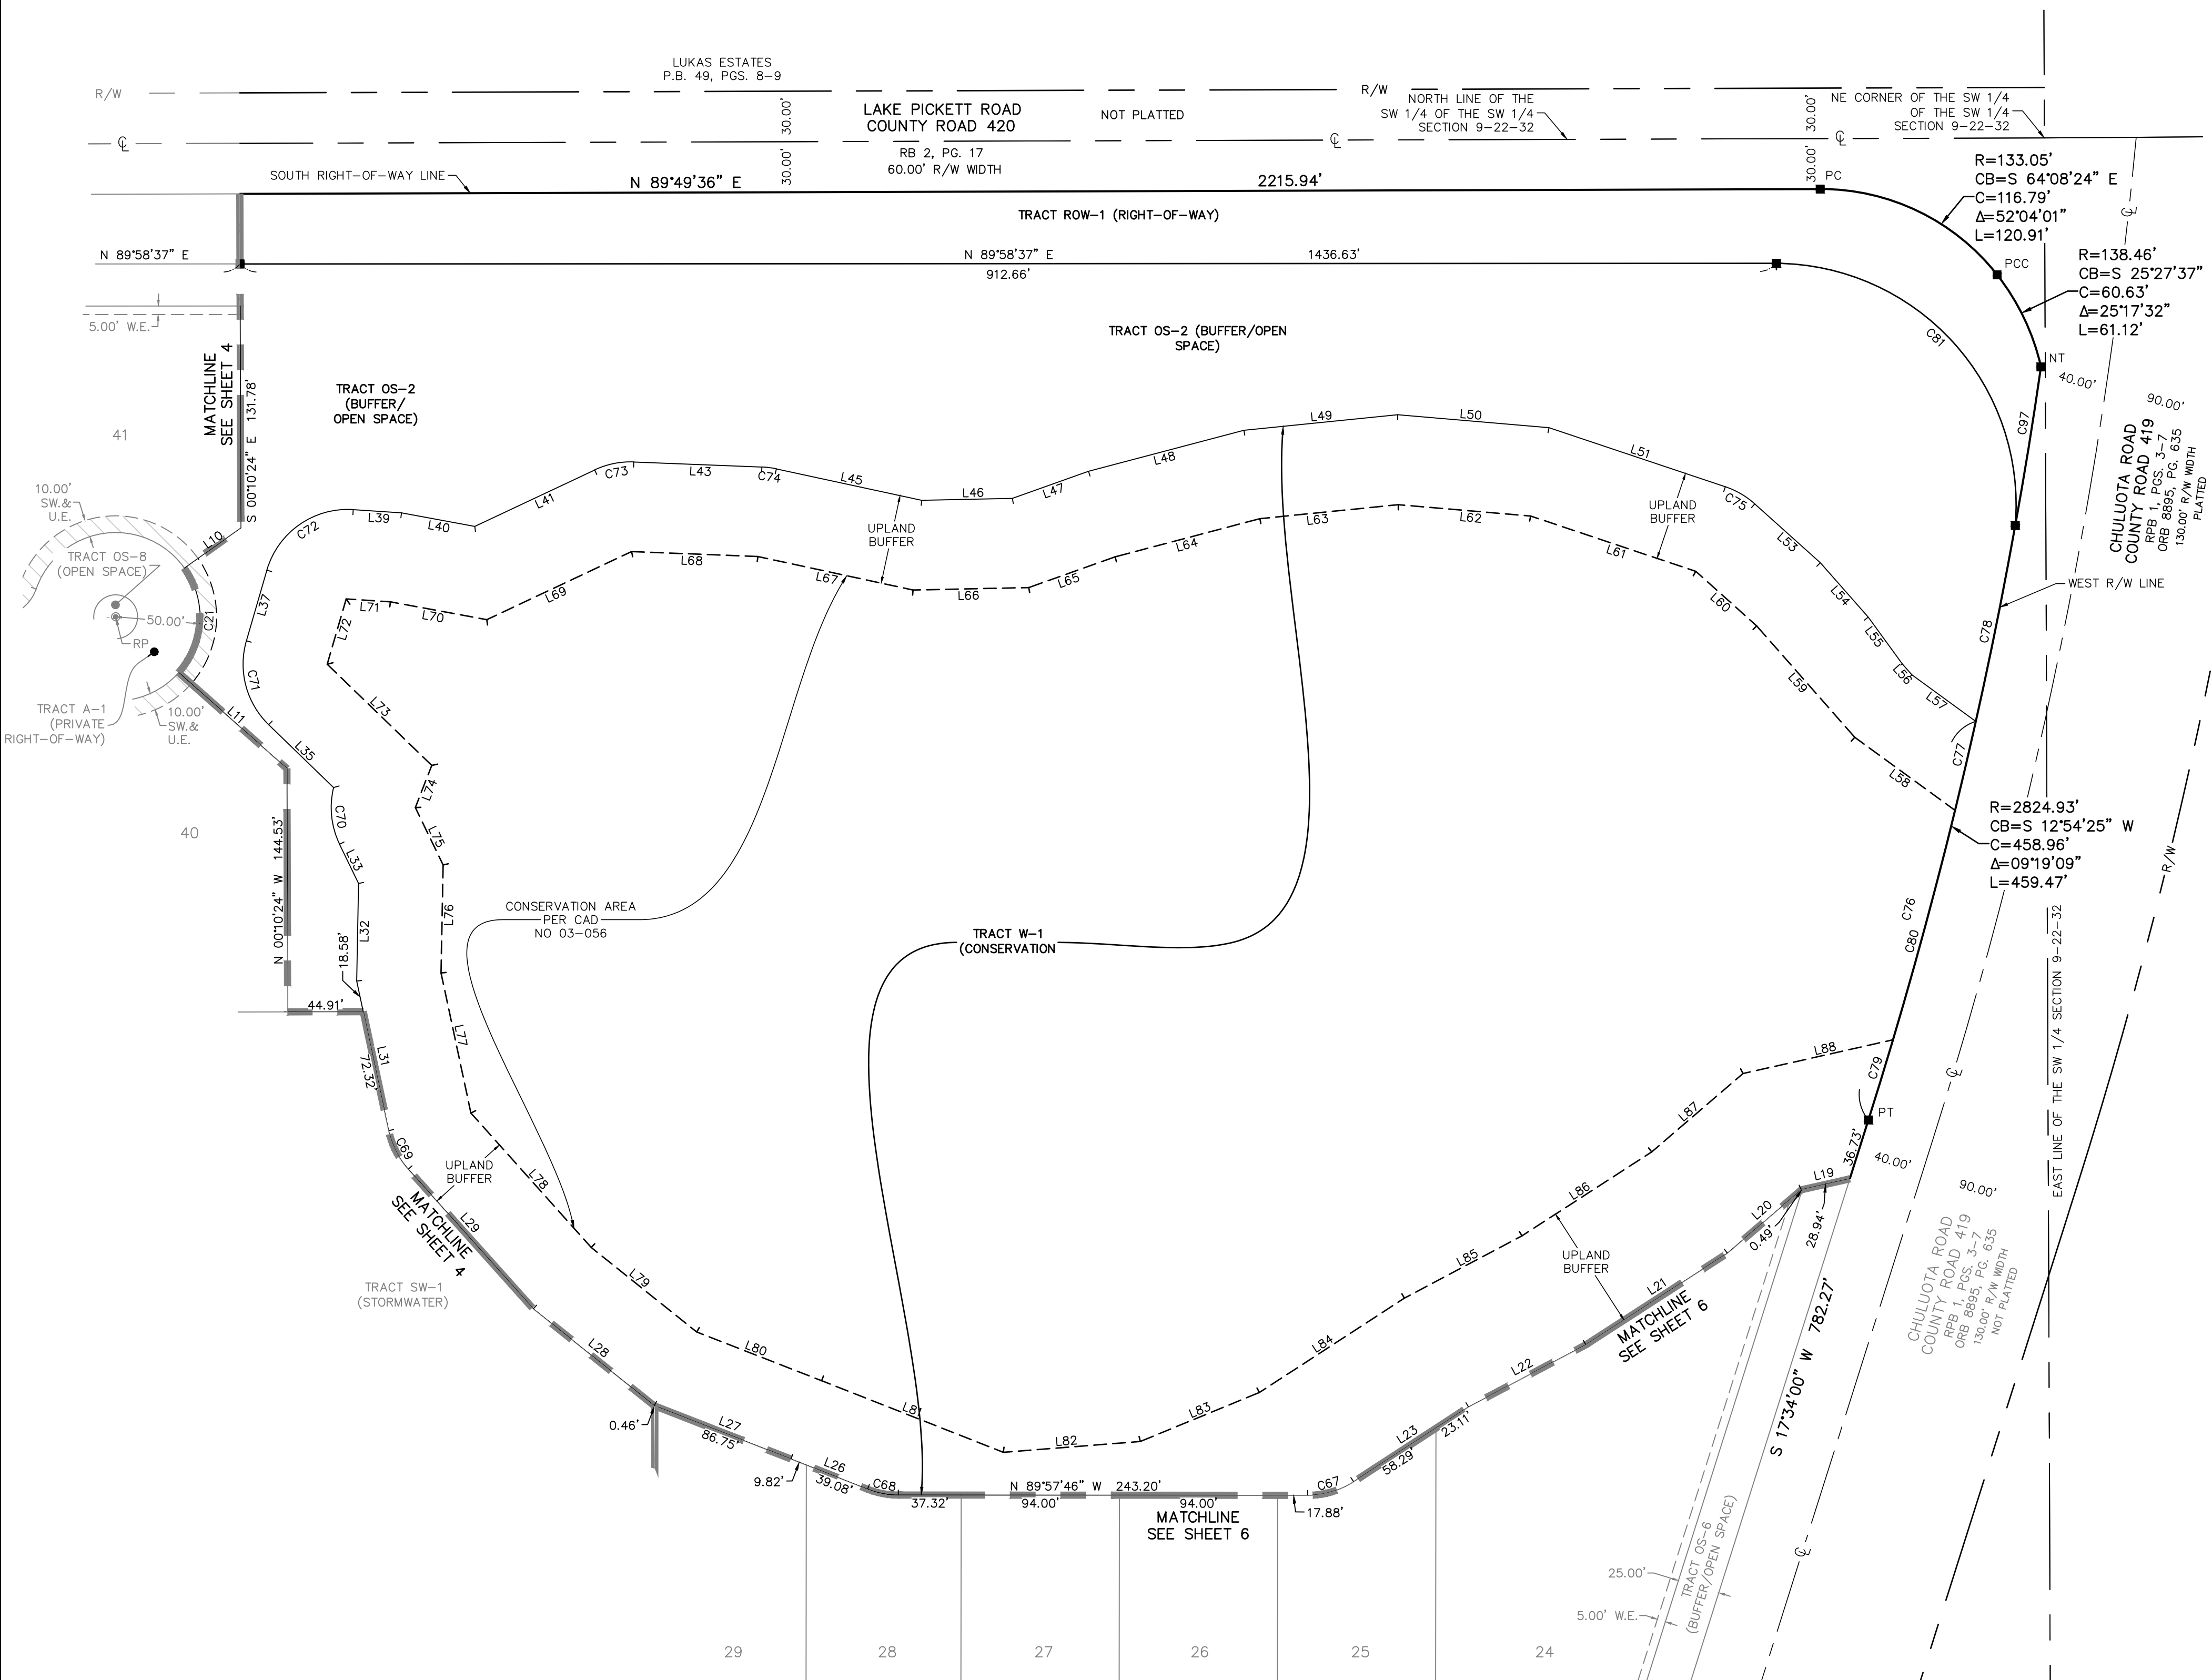 LUKAS ESTATES
P.B. 49, PGS. 8-9
R/W
R/W
LAKE PICKETT ROAD
COUNTY ROAD 420
NOT PLATTED
30.00'
30.00'
NORTH LINE OF THE
SW 1/4 OF THE SW 1/4
SECTION 9-22-32
NE CORNER OF THE SW 1/4
OF THE SW 1/4
SECTION 9-22-32
30.00'
30.00'
RB 2, PG. 17
60.00' R/W WIDTH
SOUTH RIGHT-OF-WAY LINE
N 89°49'36" E
2215.94'
PC
R=133.05'
CB=S 64°08'24" E
C=116.79'
Δ=52°04'01"
L=120.91'
TRACT ROW-1 (RIGHT-OF-WAY)
N 89°58'37" E
N 89°58'37" E
1436.63'
912.66'
PCC
R=138.46'
CB=S 25°27'37"
C=60.63'
Δ=25°17'32"
L=61.12'
5.00' W.E.
MATCHLINE
SEE SHEET 4
S 00°10'24" E 131.78'
TRACT OS-2 (BUFFER/OPEN
SPACE)
C81
NT
40.00'
90.00'
C97
CHULUOTA ROAD
COUNTY ROAD 419
RPB 1, PGS. 3-7
ORB 8895, PG. 635
130.00' R/W WIDTH
PLATTED
TRACT OS-2
(BUFFER/
OPEN SPACE)
41
L49
L50
L51
L48
L47
L46
L45
C74
L43
C73
L41
L40
L39
C72
C75
L53
L54
L55
L56
L57
UPLAND
BUFFER
UPLAND
BUFFER
10.00'
SW.&
U.E.
L10
TRACT OS-8
(OPEN SPACE)
50.00'
C21
RP
TRACT A-1
(PRIVATE
RIGHT-OF-WAY)
10.00'
SW.&
U.E.
L11
L37
C71
L35
C70
L33
L32
L63
L62
L61
L60
L59
L58
L64
L65
L66
L67
L68
L69
L70
L71
L72
L73
L74
L75
L76
L77
WEST R/W LINE
C78
C77
R=2824.93'
CB=S 12°54'25" W
C=458.96'
Δ=09°19'09"
L=459.47'
R/W
40
N 00°10'24" W 144.53'
18.58'
44.91'
CONSERVATION AREA
PER CAD
NO 03-056
TRACT W-1
(CONSERVATION
C76
C80
EAST LINE OF THE SW 1/4 SECTION 9-22-32
L31
72.32'
C69
UPLAND
BUFFER
L88
C79
PT
36.73'
40.00'
90.00'
L87
L86
L85
L84
L83
L82
L81
L80
L79
L78
L19
28.94'
L20
0.49'
MATCHLINE
SEE SHEET 4
L29
TRACT SW-1
(STORMWATER)
UPLAND
BUFFER
L21
MATCHLINE
SEE SHEET 6
CHULUOTA ROAD
COUNTY ROAD 419
RPB 1, PGS. 3-7
ORB 8895, PG. 635
130.00' R/W WIDTH
NOT PLATTED
S 17°34'00" W 782.27'
L28
L22
0.46'
L27
86.75'
L23
58.29'
23.11'
9.82'
L26
39.08'
C68
37.32'
N 89°57'46" W 243.20'
94.00'
94.00'
C67
17.88'
MATCHLINE
SEE SHEET 6
25.00'
5.00' W.E.
TRACT OS-6
(BUFFER/OPEN SPACE)
29
28
27
26
25
24